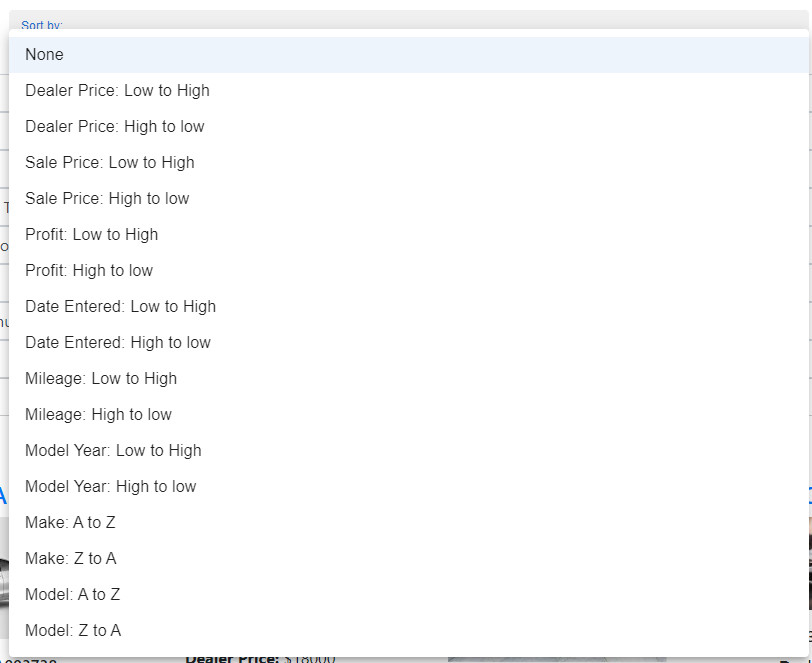 Sort by:
None
Dealer Price: Low to High
Dealer Price: High to low
Sale Price: Low to High
Sale Price: High to low
Profit: Low to High
Profit: High to low
Date Entered: Low to High
Date Entered: High to low
Mileage: Low to High
Mileage: High to low
Model Year: Low to High
Model Year: High to low
Make: A to Z
Make: Z to A
Model: A to Z
Model: Z to A
Dealer Price: $18000